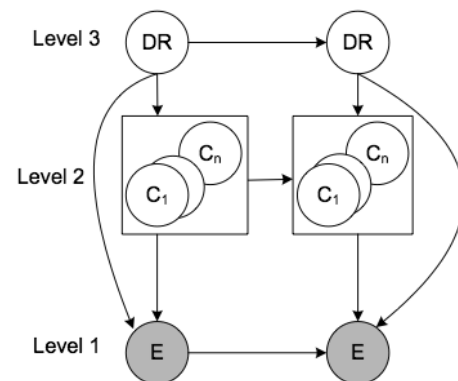 Level 3 DR DR
Cₙ Cₙ
Level 2
C₁ C₁
Level 1 E E